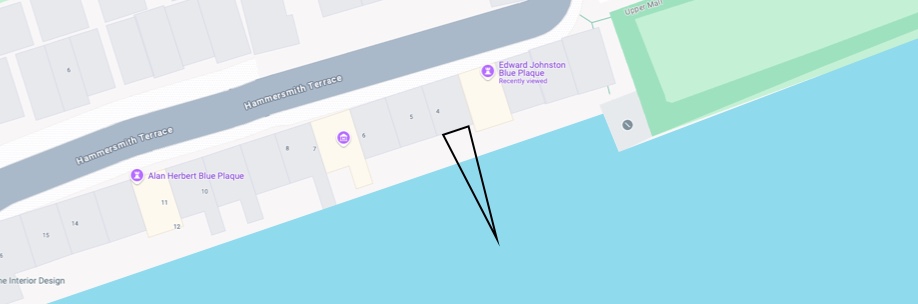 Upper Mall
Edward Johnston
Blue Plaque
Recently viewed
6
Hammersmith Terrace
4
5
6
7
8
Hammersmith Terrace
Alan Herbert Blue Plaque
10
11
12
14
15
ne Interior Design